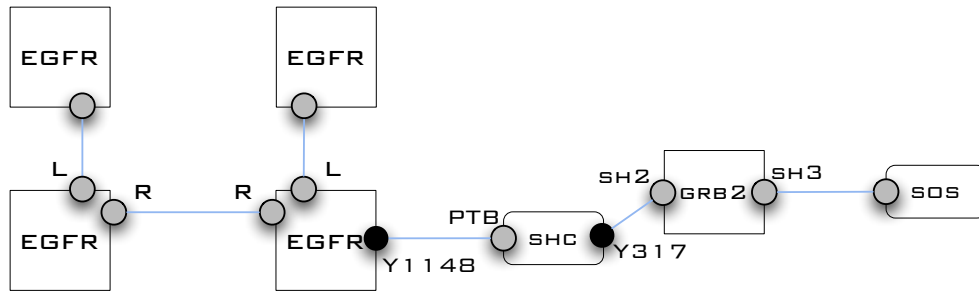 EGFR
EGFR
L
L
R
R
EGFR
EGFR
Y1148
PTB
SHC
Y317
SH2
GRB2
SH3
SOS